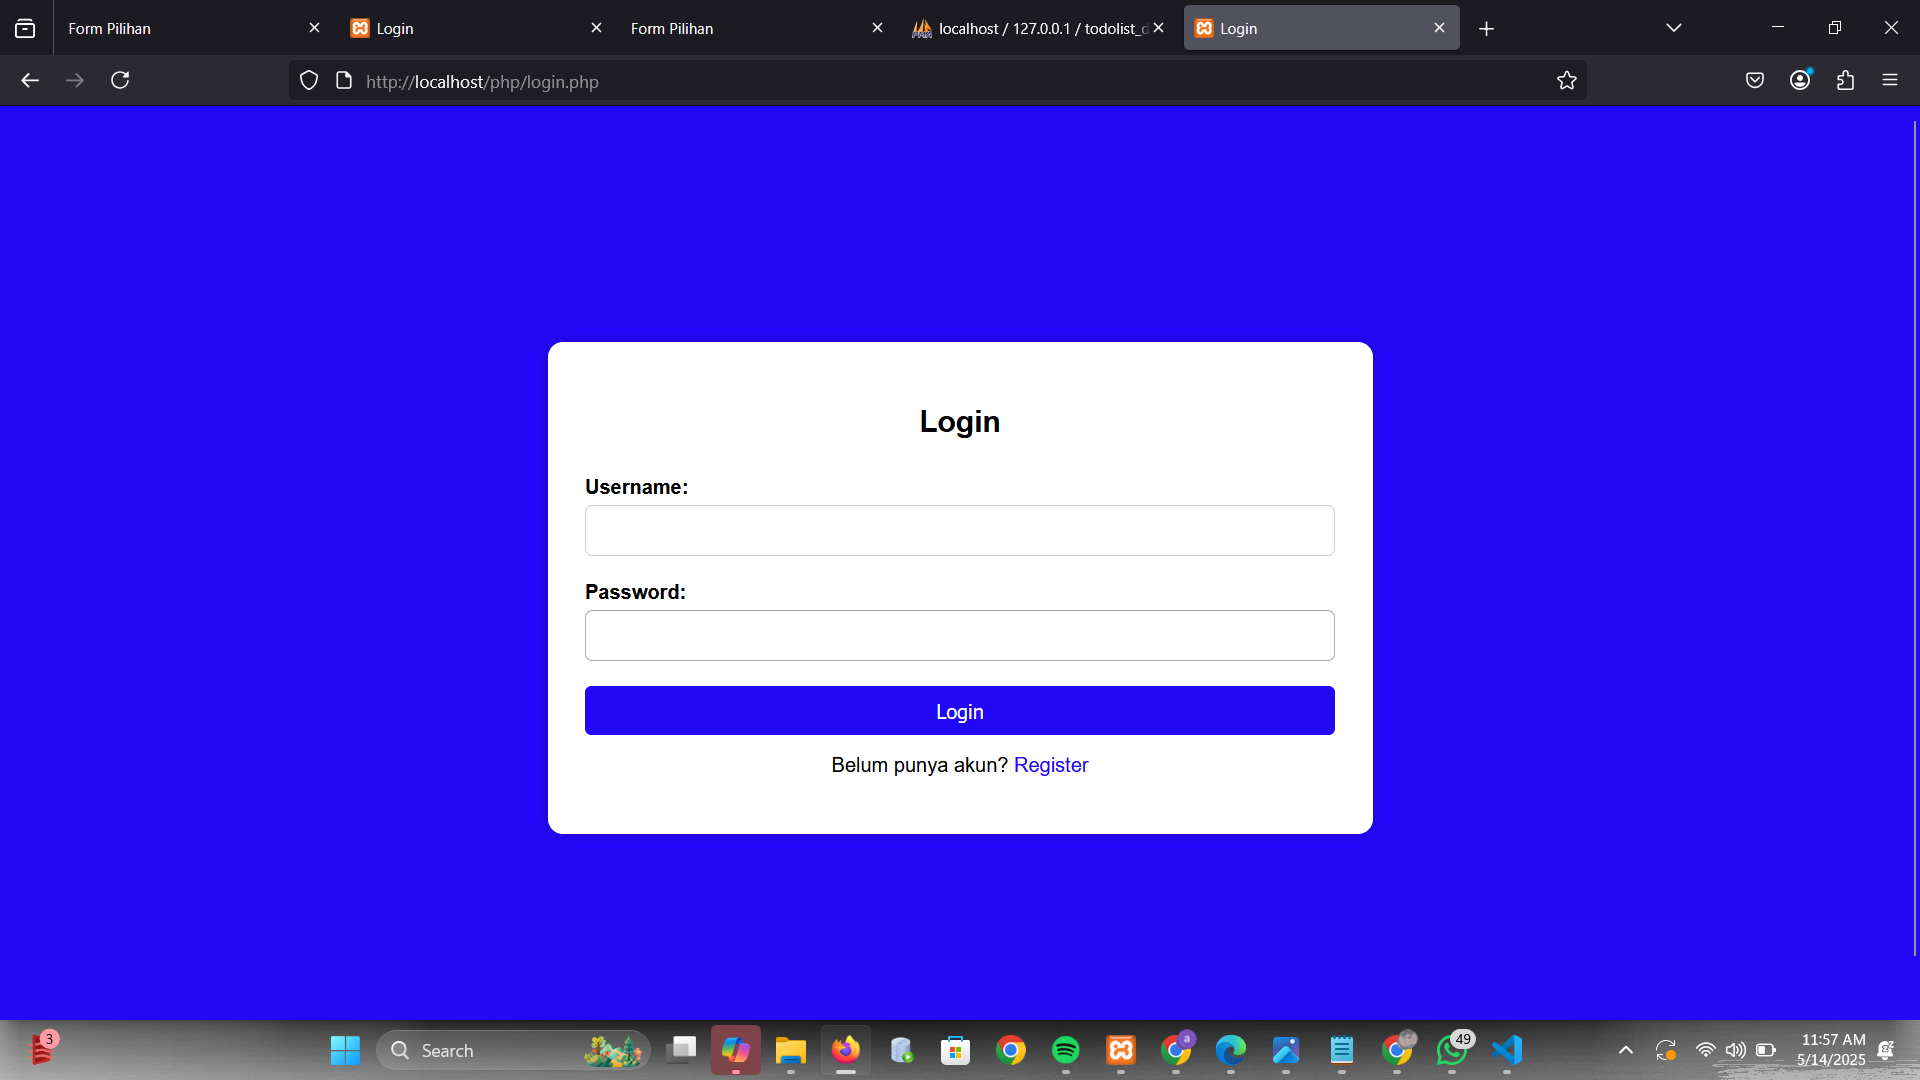 Form Pilihan
Login
Form Pilihan
localhost / 127.0.0.1 / todolist_d
Login
http://localhost/php/login.php
Login
Username:
Password:
Login
Belum punya akun? Register
3
Search
a
49
11:57 AM
5/14/2025